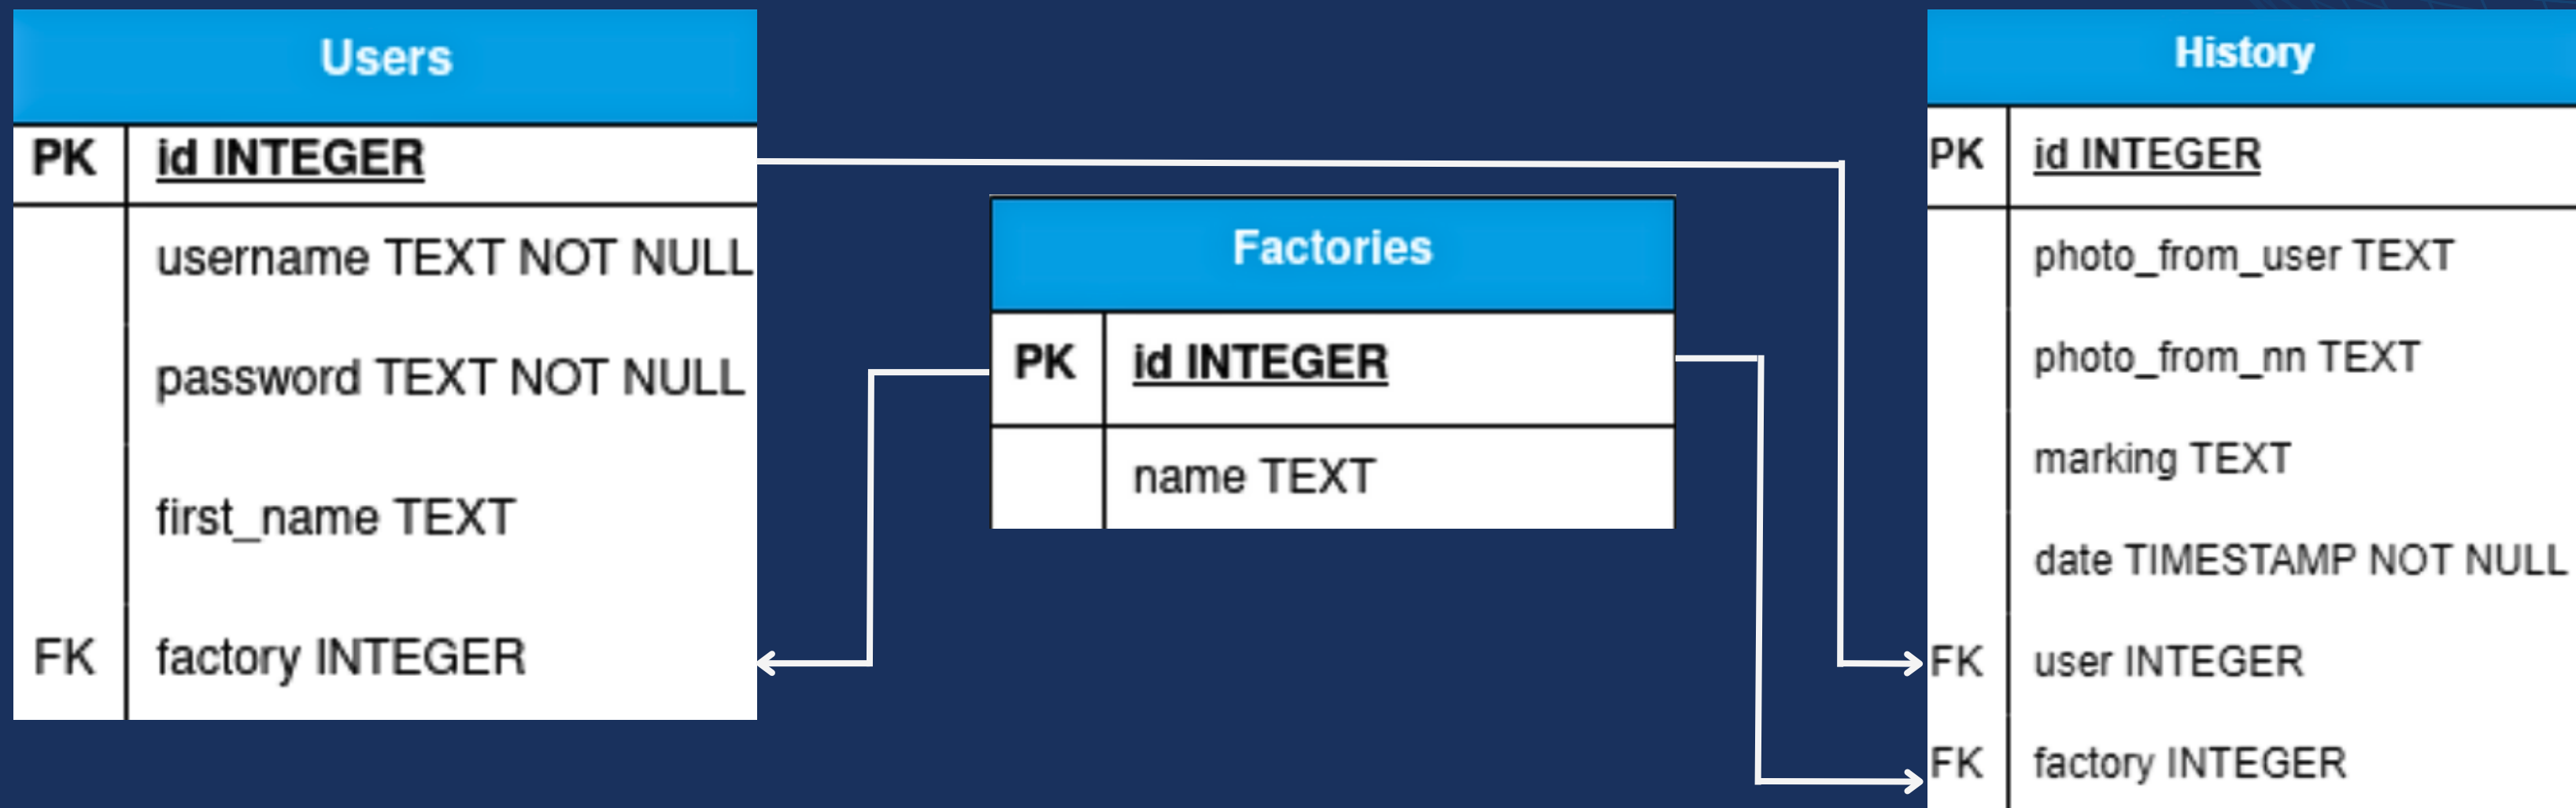 Users
PK id INTEGER
username TEXT NOT NULL
password TEXT NOT NULL
first_name TEXT
FK factory INTEGER
Factories
PK id INTEGER
name TEXT
History
PK id INTEGER
photo_from_user TEXT
photo_from_nn TEXT
marking TEXT
date TIMESTAMP NOT NULL
FK user INTEGER
FK factory INTEGER